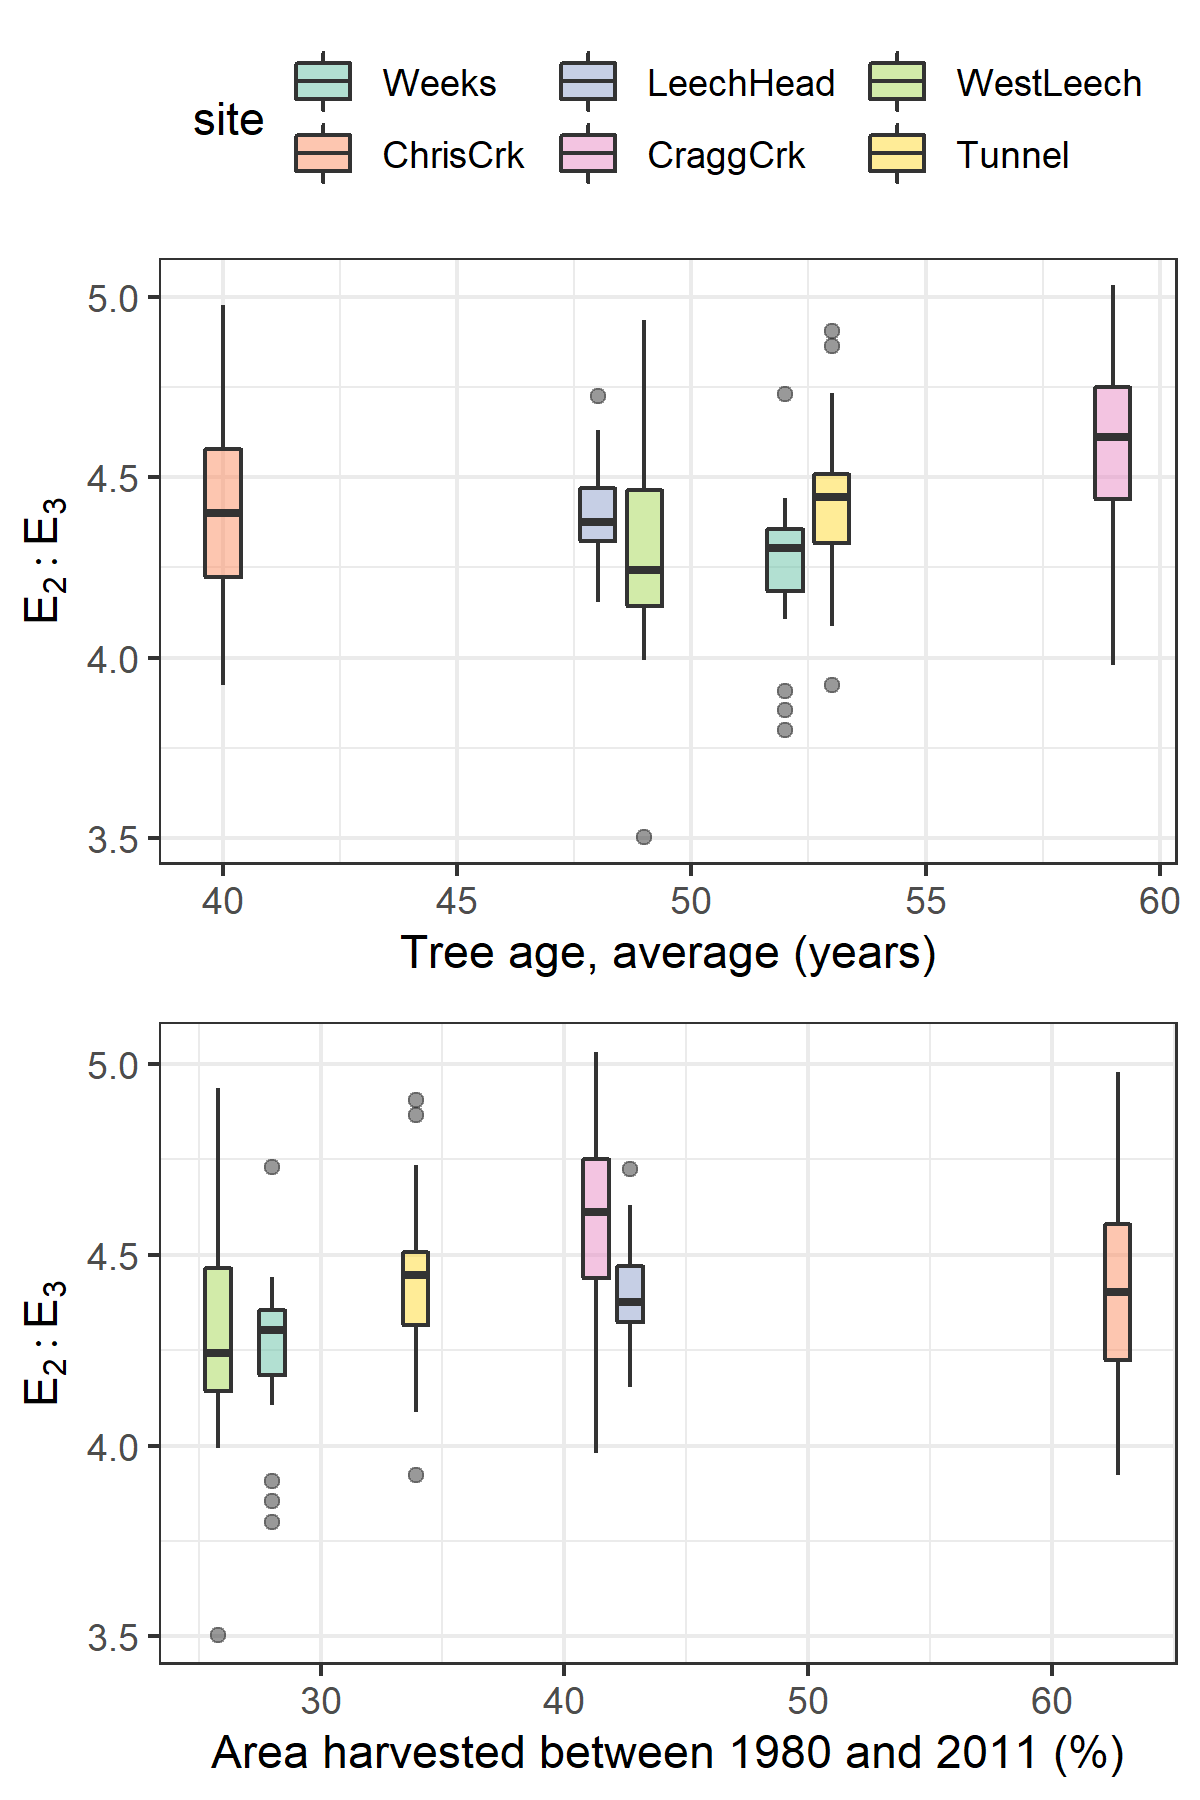 site
Weeks LeechHead WestLeech
ChrisCrk CraggCrk Tunnel
5.0
4.5
4.0
3.5
E₂ : E₃
40 45 50 55 60
Tree age, average (years)
5.0
4.5
4.0
3.5
E₂ : E₃
30 40 50 60
Area harvested between 1980 and 2011 (%)